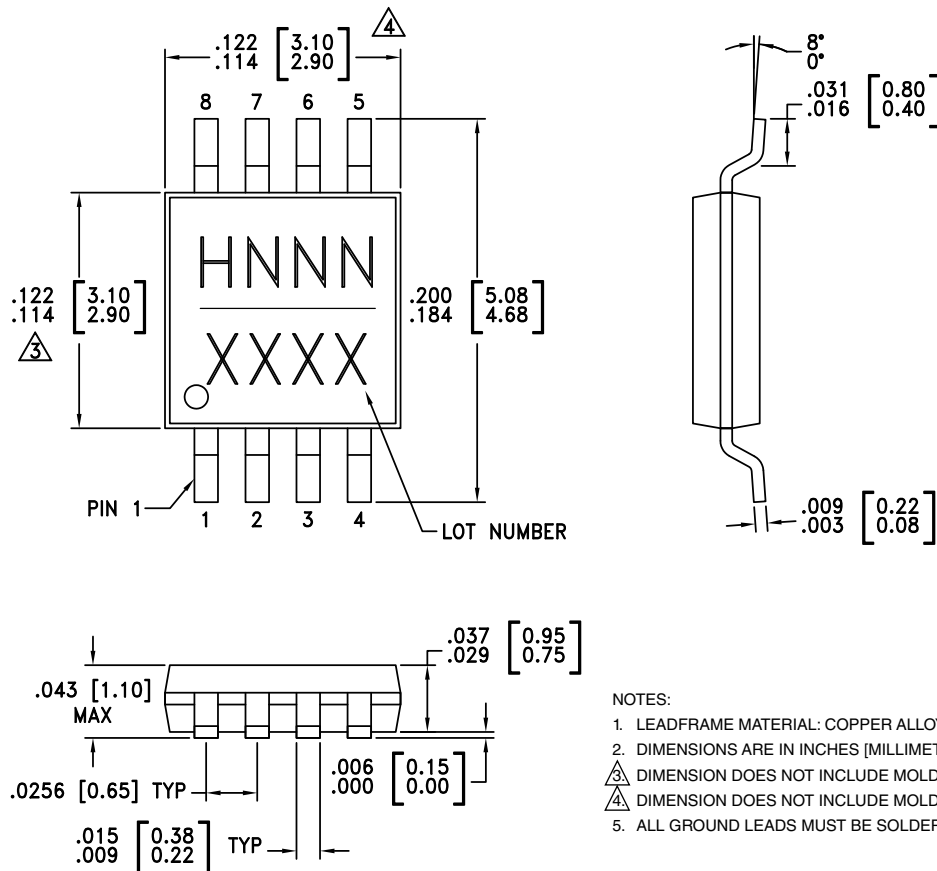 .122 [3.10]
.114 [2.90]
4
8 7 6 5
.122 [3.10]
.114 [2.90]
3
HNNN
XXXX
.200 [5.08]
.184 [4.68]
PIN 1
1 2 3 4
LOT NUMBER
8°
0°
.031 [0.80]
.016 [0.40]
.009 [0.22]
.003 [0.08]
.043 [1.10]
MAX
.037 [0.95]
.029 [0.75]
.0256 [0.65] TYP
.006 [0.15]
.000 [0.00]
.015 [0.38]
.009 [0.22] TYP
NOTES:
1. LEADFRAME MATERIAL: COPPER ALLOY
2. DIMENSIONS ARE IN INCHES
3. DIMENSION DOES NOT INCLUDE MOLD
4. DIMENSION DOES NOT INCLUDE MOLD
5. ALL GROUND LEADS MUST BE